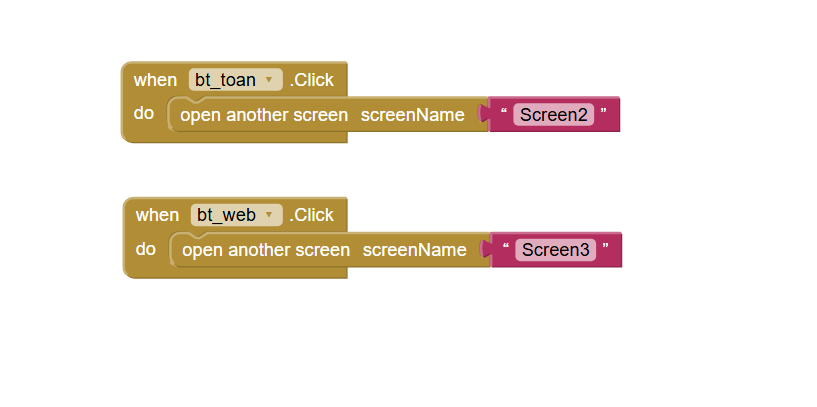 when bt_toan .Click
do open another screen screenName “ Screen2 ”
when bt_web .Click
do open another screen screenName “ Screen3 ”